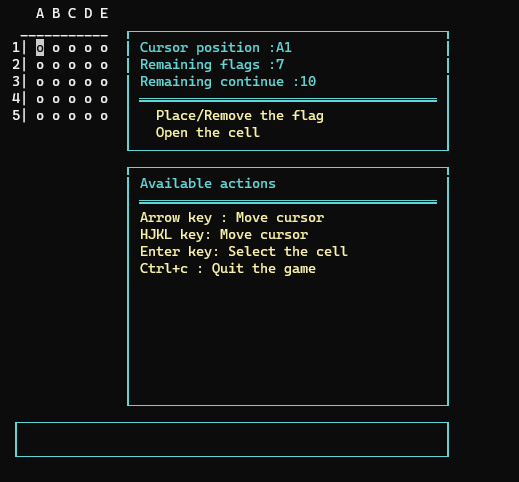 A B C D E
1| o o o o o
2| o o o o o
3| o o o o o
4| o o o o o
5| o o o o o
Cursor position :A1
Remaining flags :7
Remaining continue :10
Place/Remove the flag
Open the cell
Available actions
Arrow key : Move cursor
HJKL key: Move cursor
Enter key: Select the cell
Ctrl+c : Quit the game